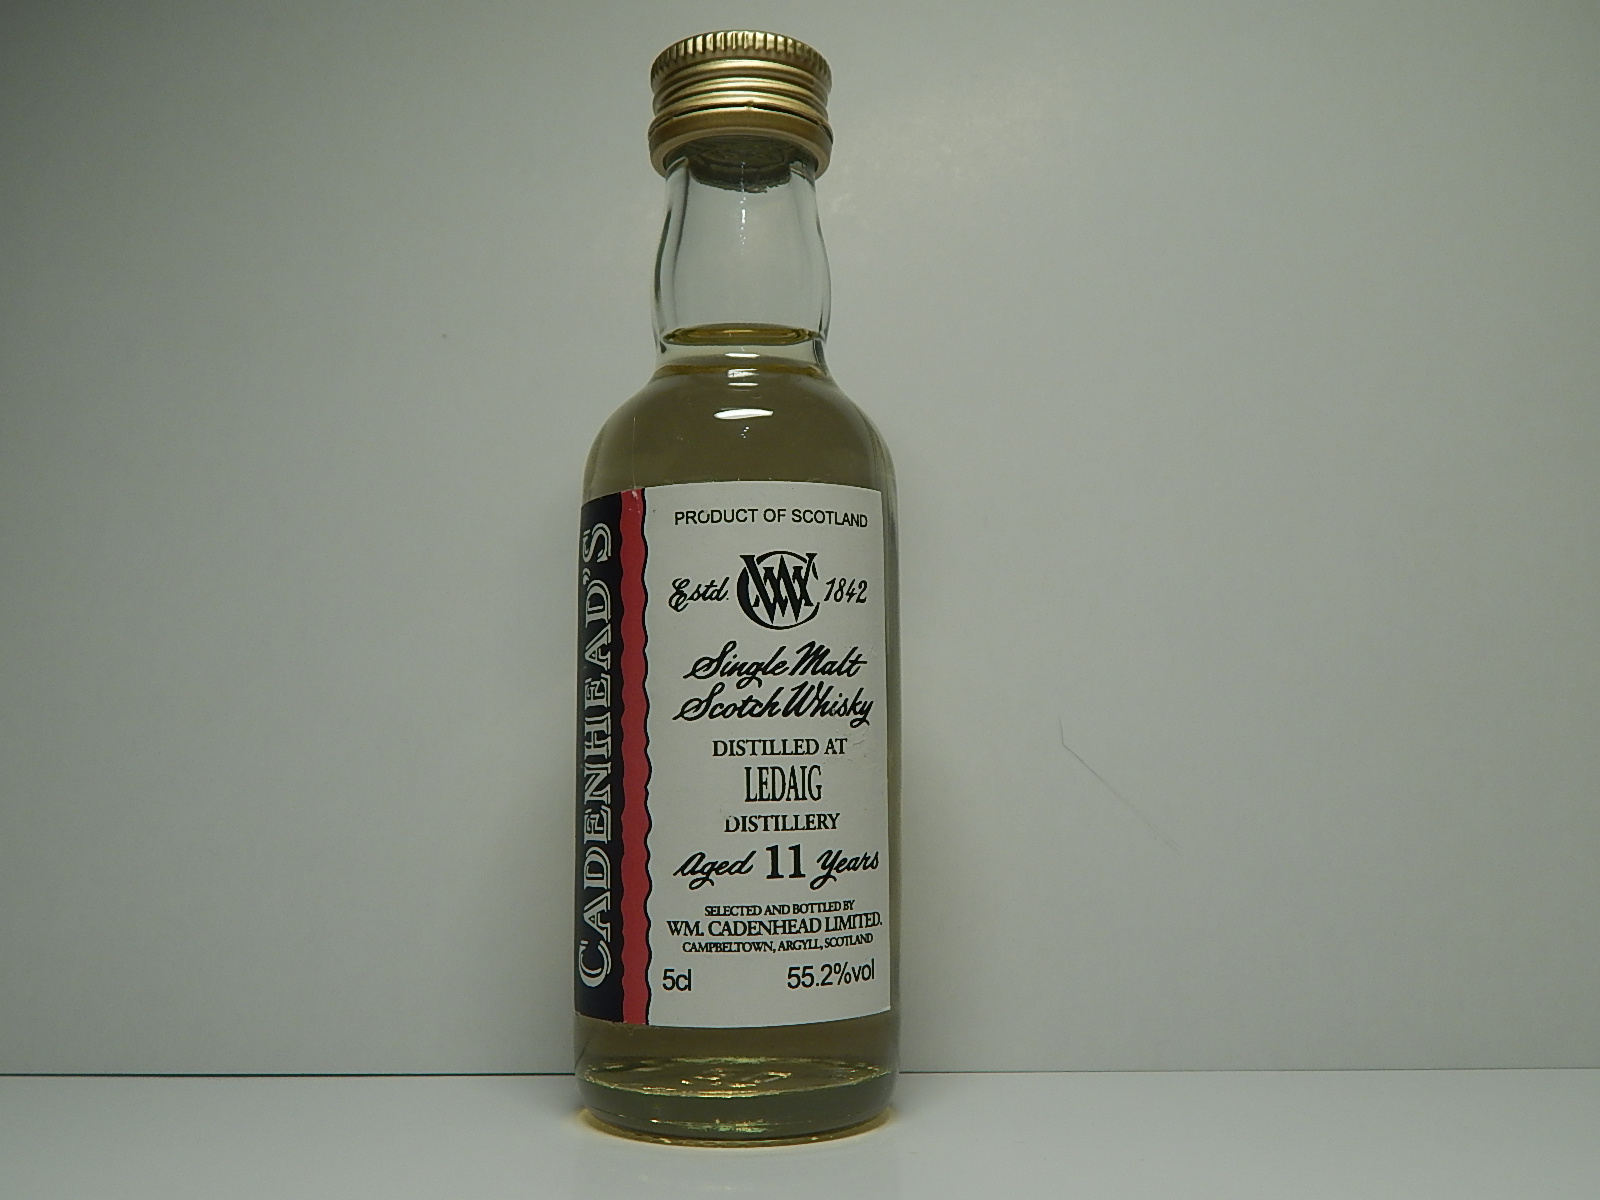 CADENHEAD'S
PRODUCT OF SCOTLAND
Estd. WC 1842
Single Malt
Scotch Whisky
DISTILLED AT
LEDAIG
DISTILLERY
Aged 11 Years
SELECTED AND BOTTLED BY
WM. CADENHEAD LIMITED.
CAMPBELTOWN, ARGYLL, SCOTLAND
5cl 55.2%vol